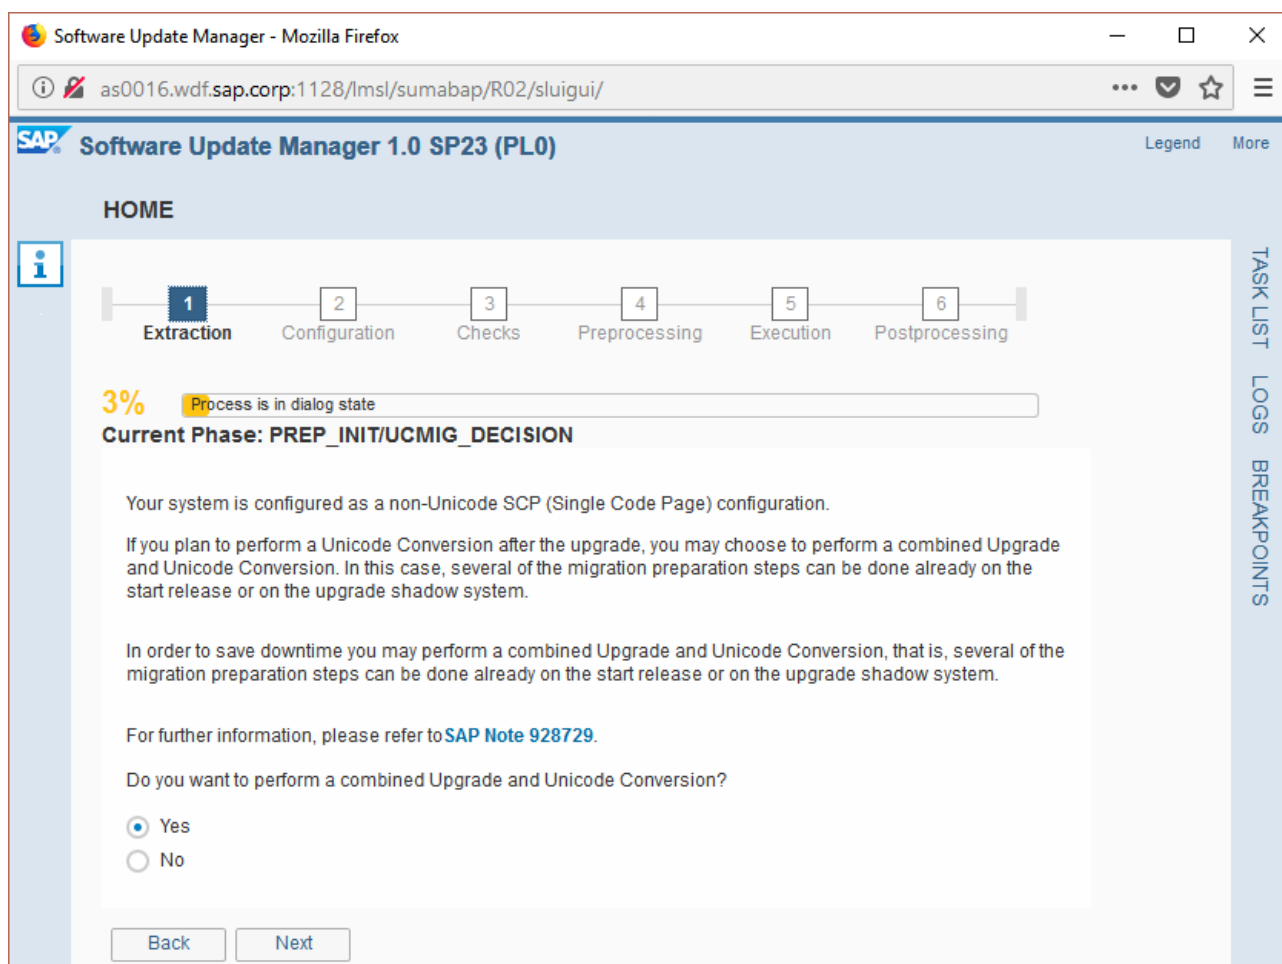 Software Update Manager - Mozilla Firefox
as0016.wdf.sap.corp:1128/lmsl/sumabap/R02/sluigui/
SAP Software Update Manager 1.0 SP23 (PL0)
Legend More
HOME
1 2 3 4 5 6
Extraction Configuration Checks Preprocessing Execution Postprocessing
3% Process is in dialog state
Current Phase: PREP_INIT/UCMIG_DECISION
Your system is configured as a non-Unicode SCP (Single Code Page) configuration.
If you plan to perform a Unicode Conversion after the upgrade, you may choose to perform a combined Upgrade
and Unicode Conversion. In this case, several of the migration preparation steps can be done already on the
start release or on the upgrade shadow system.
In order to save downtime you may perform a combined Upgrade and Unicode Conversion, that is, several of the
migration preparation steps can be done already on the start release or on the upgrade shadow system.
For further information, please refer to SAP Note 928729.
Do you want to perform a combined Upgrade and Unicode Conversion?
Yes
No
Back Next
TASK LIST
LOGS
BREAKPOINTS